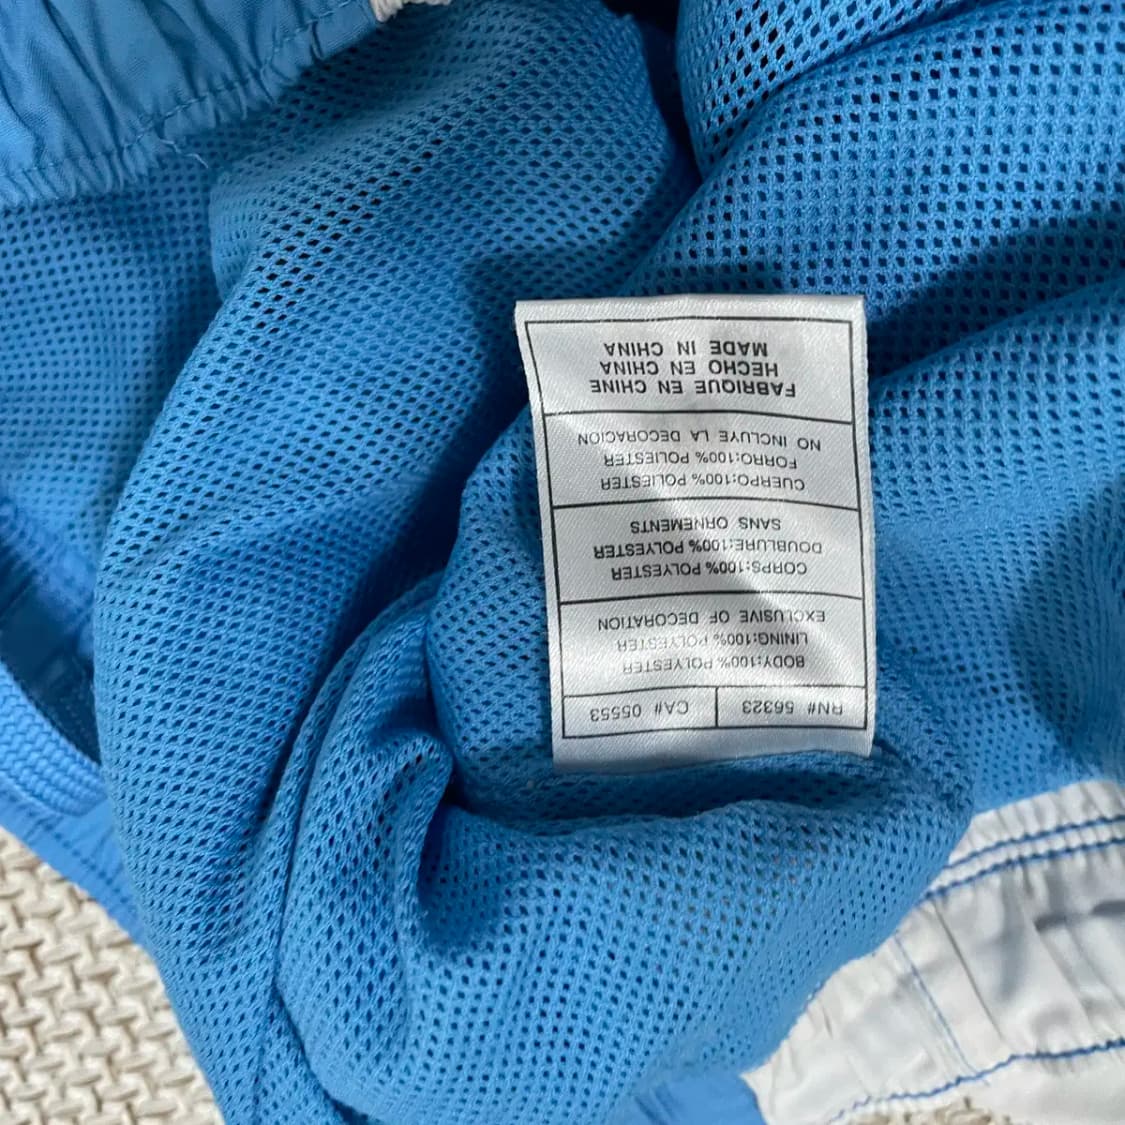 RN# 56323 CA# 05553
BODY:100% POLYESTER
LINING:100% POLYESTER
EXCLUSIVE OF DECORATION
CORPS:100% POLYESTER
DOUBLURE:100% POLYESTER
SANS ORNEMENTS
CUERPO:100% POLIESTER
FORRO:100% POLIESTER
NO INCLUYE LA DECORACION
FABRIQUE EN CHINE
HECHO EN CHINA
MADE IN CHINA